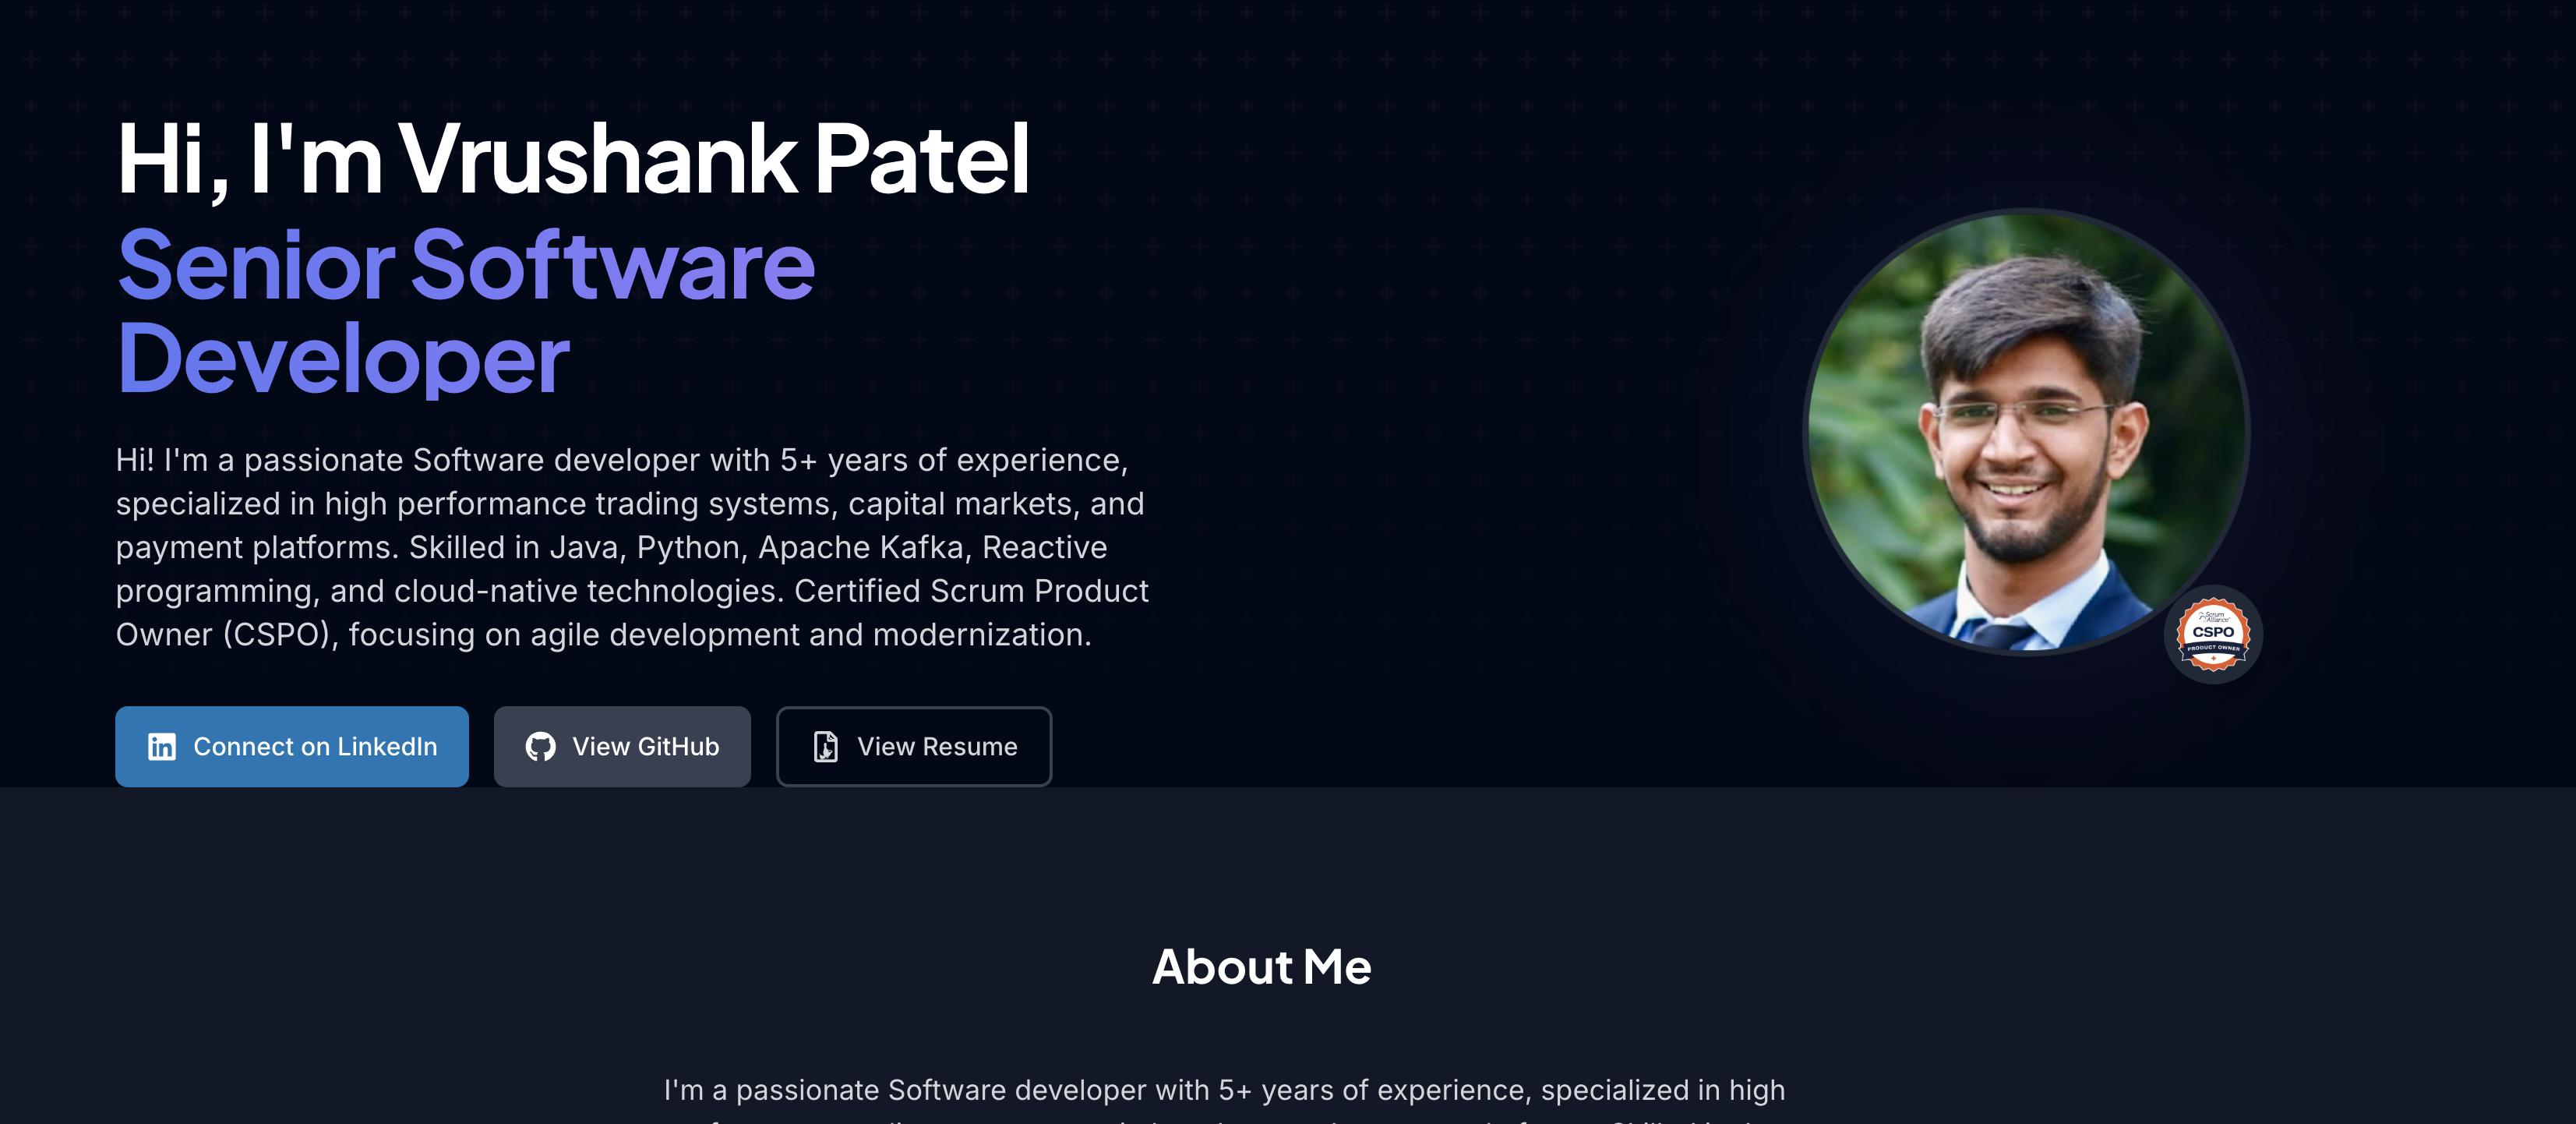 Hi, I'm Vrushank Patel
Senior Software
Developer
Hi! I'm a passionate Software developer with 5+ years of experience,
specialized in high performance trading systems, capital markets, and
payment platforms. Skilled in Java, Python, Apache Kafka, Reactive
programming, and cloud-native technologies. Certified Scrum Product
Owner (CSPO), focusing on agile development and modernization.
Scrum
Alliance
CSPO
PRODUCT OWNER
Connect on LinkedIn
View GitHub
View Resume
About Me
I'm a passionate Software developer with 5+ years of experience, specialized in high